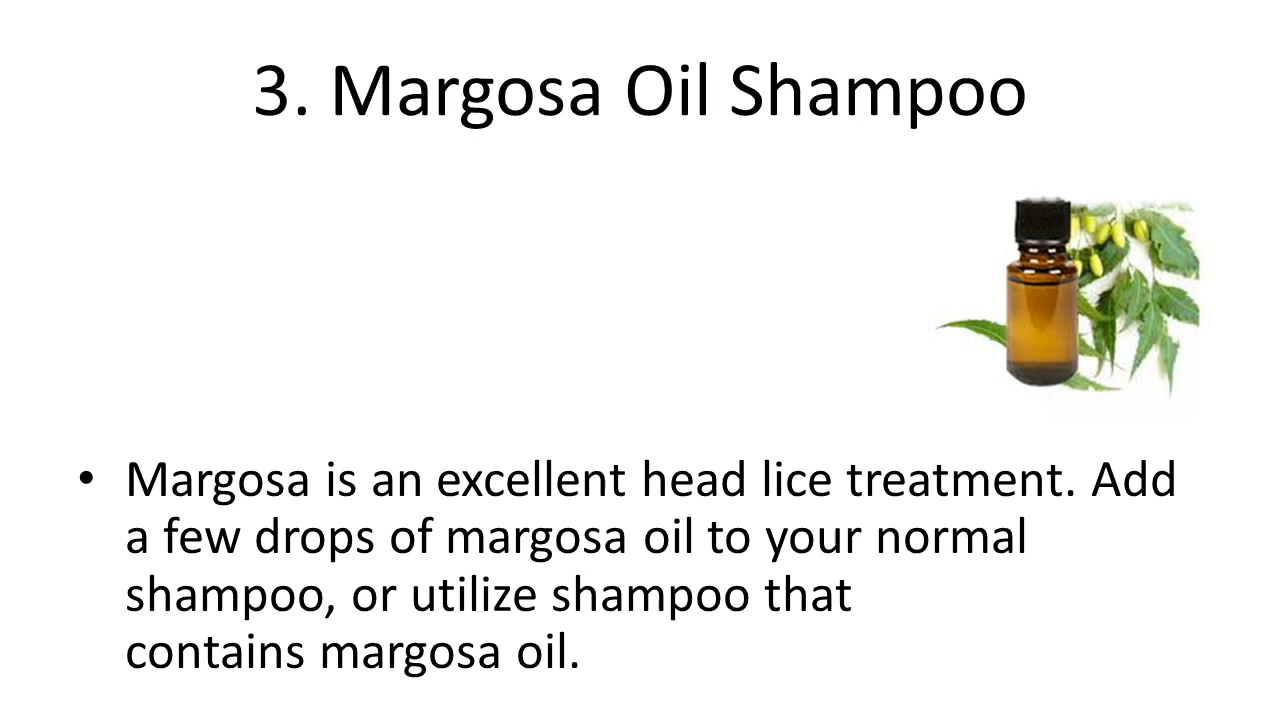 3. Margosa Oil Shampoo
• Margosa is an excellent head lice treatment. Add
a few drops of margosa oil to your normal
shampoo, or utilize shampoo that
contains margosa oil.